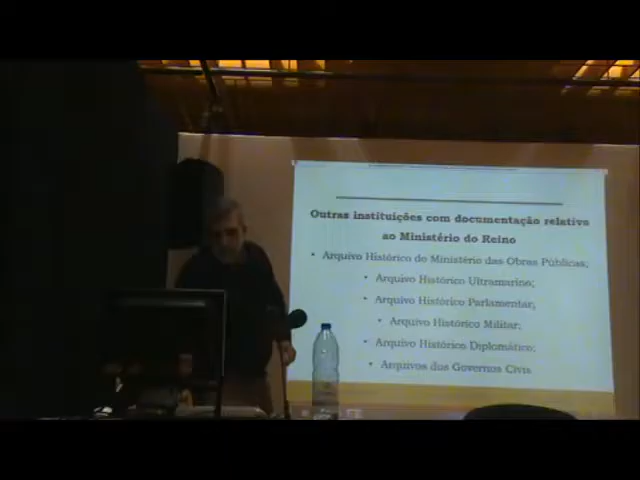 Outras instituições com documentação relativa
ao Ministério do Reino
• Arquivo Histórico do Ministério das Obras Públicas;
• Arquivo Histórico Ultramarino;
• Arquivo Histórico Parlamentar;
• Arquivo Histórico Militar;
• Arquivo Histórico Diplomático;
• Arquivos dos Governos Civis